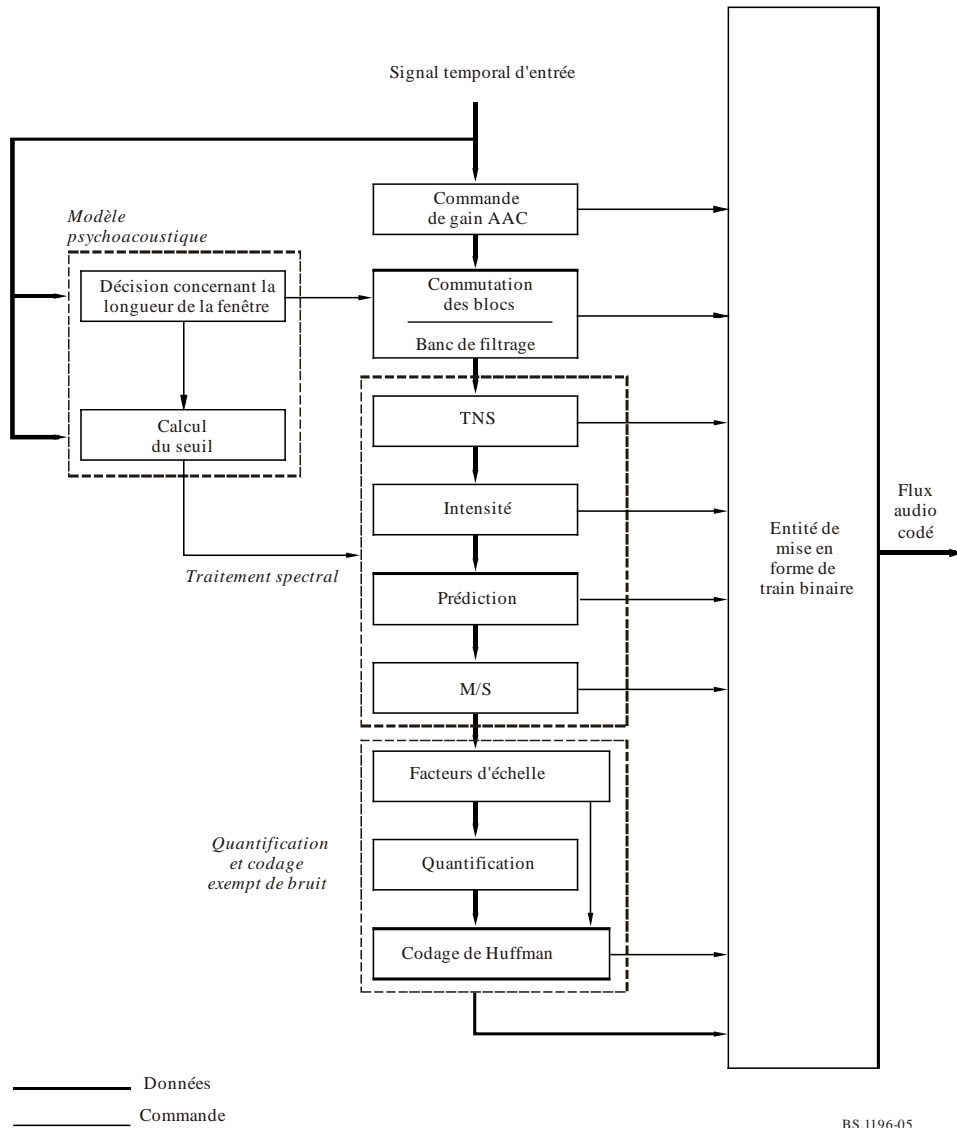 Signal temporal d'entrée
Commande
de gain AAC
Modèle
psychoacoustique
Décision concernant la
longueur de la fenêtre
Commutation
des blocs
Banc de filtrage
Calcul
du seuil
TNS
Intensité
Traitement spectral
Prédiction
M/S
Entité de
mise en
forme de
train binaire
Flux
audio
codé
Facteurs d'échelle
Quantification
et codage
exempt de bruit
Quantification
Codage de Huffman
Données
Commande
BS.1196-05